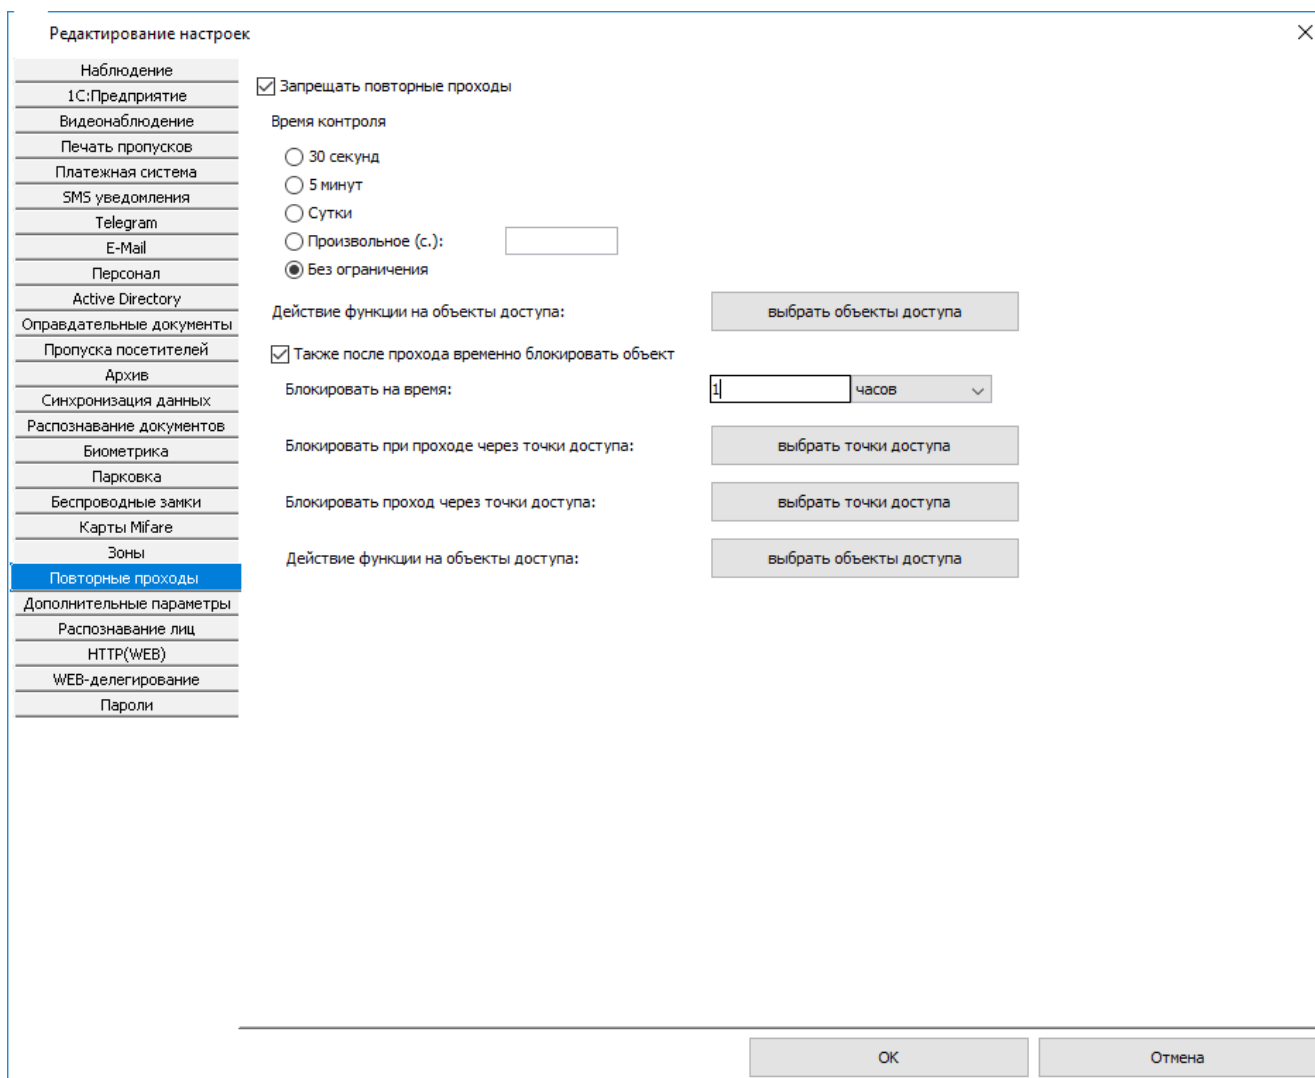 Редактирование настроек
Наблюдение
1С:Предприятие
Видеонаблюдение
Печать пропусков
Платежная система
SMS уведомления
Telegram
E-Mail
Персонал
Active Directory
Оправдательные документы
Пропуска посетителей
Архив
Синхронизация данных
Распознавание документов
Биометрика
Парковка
Беспроводные замки
Карты Mifare
Зоны
Повторные проходы
Дополнительные параметры
Распознавание лиц
HTTP(WEB)
WEB-делегирование
Пароли
Запрещать повторные проходы
Время контроля
30 секунд
5 минут
Сутки
Произвольное (с.):
Без ограничения
Действие функции на объекты доступа: выбрать объекты доступа
Также после прохода временно блокировать объект
Блокировать на время: 1 часов
Блокировать при проходе через точки доступа: выбрать точки доступа
Блокировать проход через точки доступа: выбрать точки доступа
Действие функции на объекты доступа: выбрать объекты доступа
OK Отмена